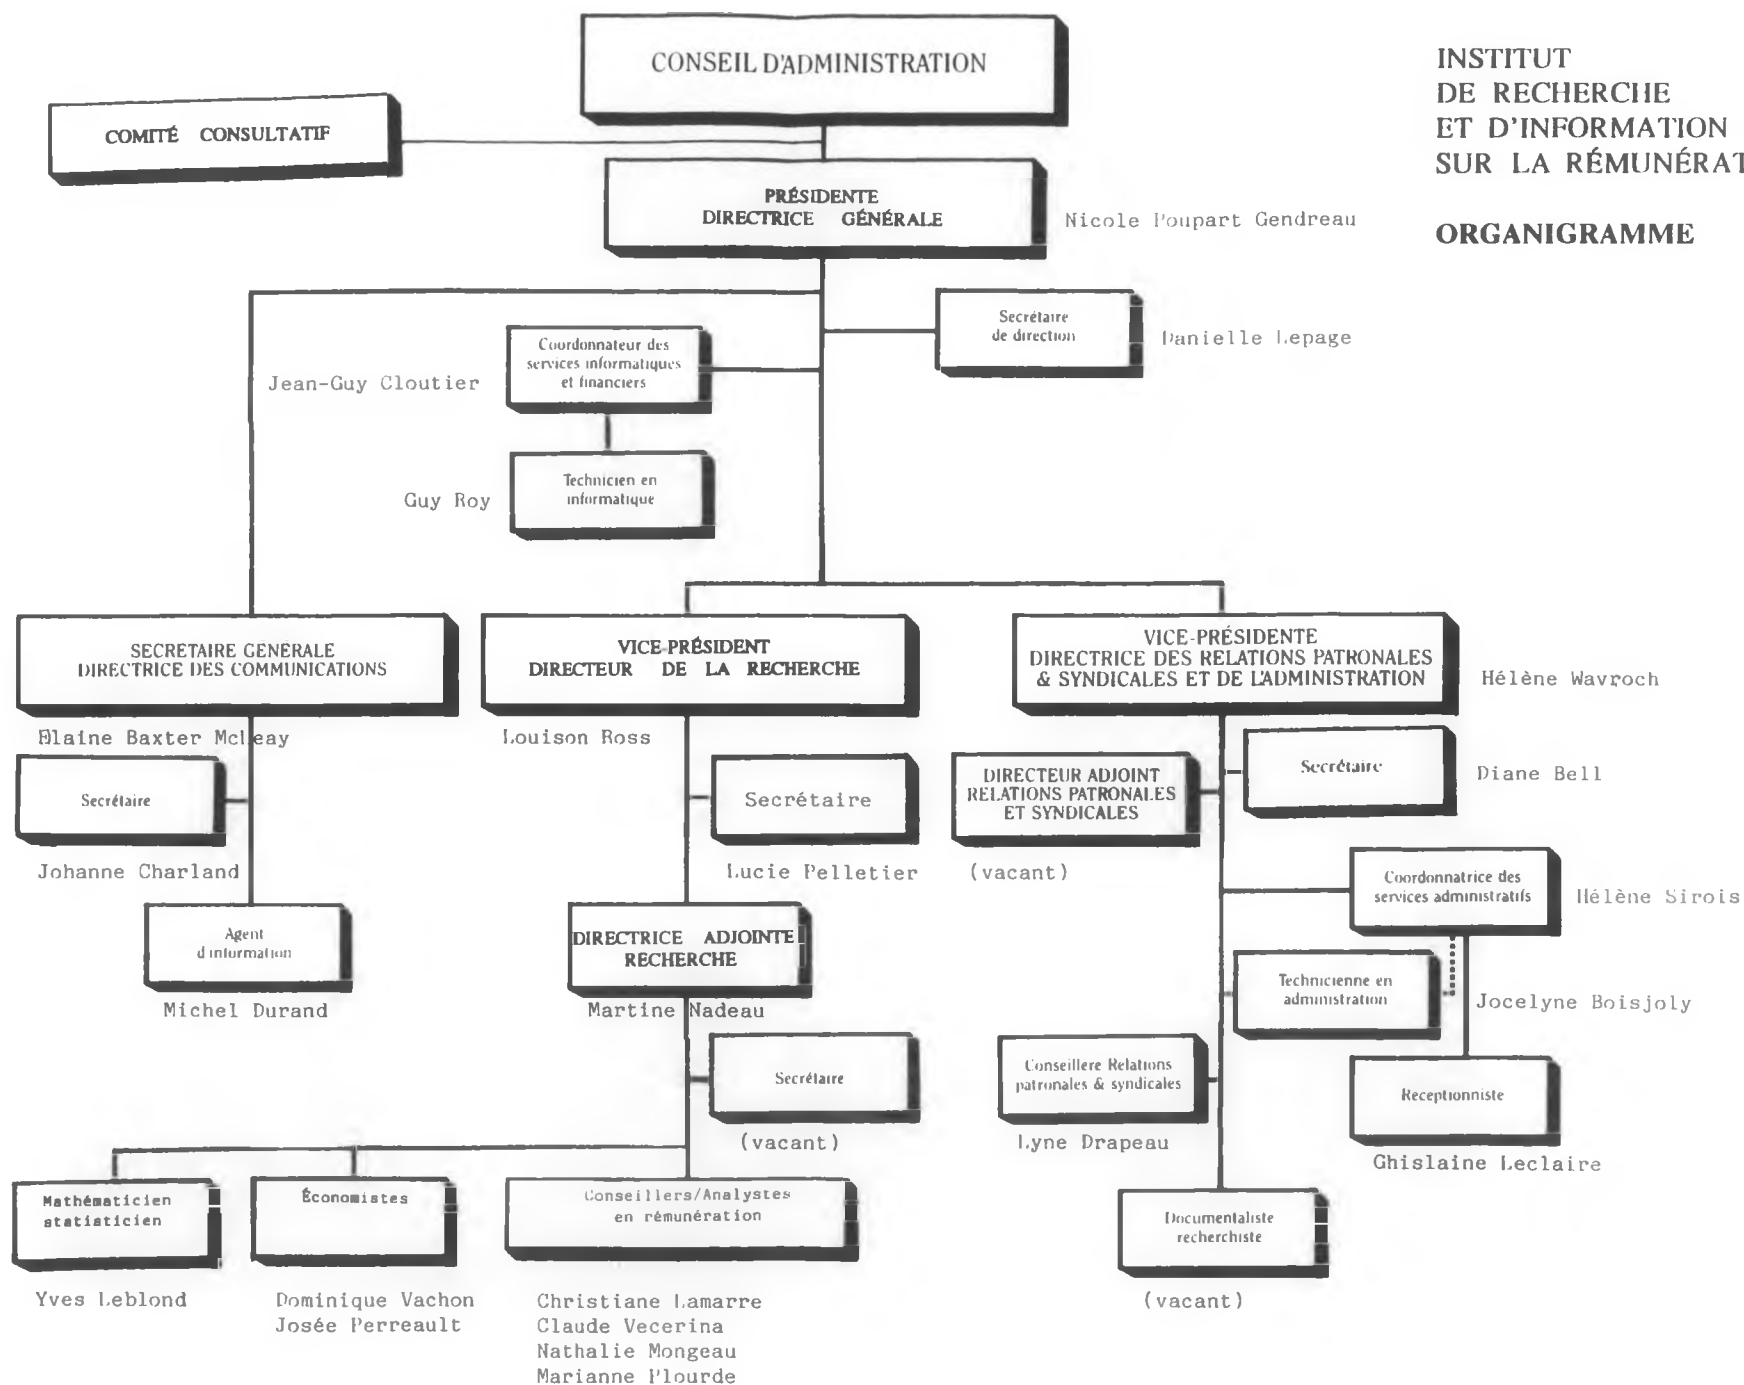 CONSEIL D'ADMINISTRATION
INSTITUT
DE RECHERCHE
ET D'INFORMATION
SUR LA RÉMUNÉRAT
ORGANIGRAMME
COMITÉ CONSULTATIF
PRÉSIDENTE
DIRECTRICE GÉNÉRALE
Nicole Poupart Gendreau
Secrétaire
de direction
Danielle Lepage
Coordonnateur des
services informatiques
et financiers
Jean-Guy Cloutier
Technicien en
informatique
Guy Roy
SECRÉTAIRE GÉNÉRALE
DIRECTRICE DES COMMUNICATIONS
Elaine Baxter McLeay
Secrétaire
Johanne Charland
Agent
d'information
Michel Durand
VICE-PRÉSIDENT
DIRECTEUR DE LA RECHERCHE
Louison Ross
Secrétaire
Lucie Pelletier
DIRECTRICE ADJOINTE
RECHERCHE
Martine Nadeau
Secrétaire
(vacant)
Mathématicien
statisticien
Yves Leblond
Économistes
Dominique Vachon
Josée Perreault
Conseillers/Analystes
en rémunération
Christiane Lamarre
Claude Vecerina
Nathalie Mongeau
Marianne Plourde
VICE-PRÉSIDENTE
DIRECTRICE DES RELATIONS PATRONALES
& SYNDICALES ET DE L'ADMINISTRATION
Hélène Wavroch
Secrétaire
Diane Bell
DIRECTEUR ADJOINT
RELATIONS PATRONALES
ET SYNDICALES
(vacant)
Coordonnatrice des
services administratifs
Hélène Sirois
Technicienne en
administration
Jocelyne Boisjoly
Conseillere Relations
patronales & syndicales
Lyne Drapeau
Receptionniste
Ghislaine Leclaire
Documentaliste
recherchiste
(vacant)